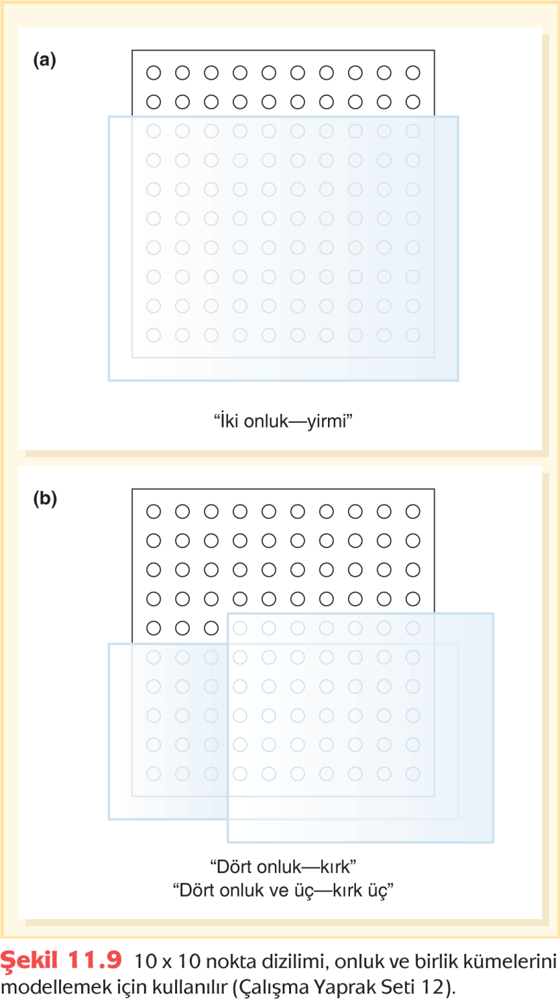 (a)
“İki onluk—yirmi”
(b)
“Dört onluk—kırk”
“Dört onluk ve üç—kırk üç”
Şekil 11.9 10 x 10 nokta dizilimi, onluk ve birlik kümelerini
modellemek için kullanılır (Çalışma Yaprak Seti 12).